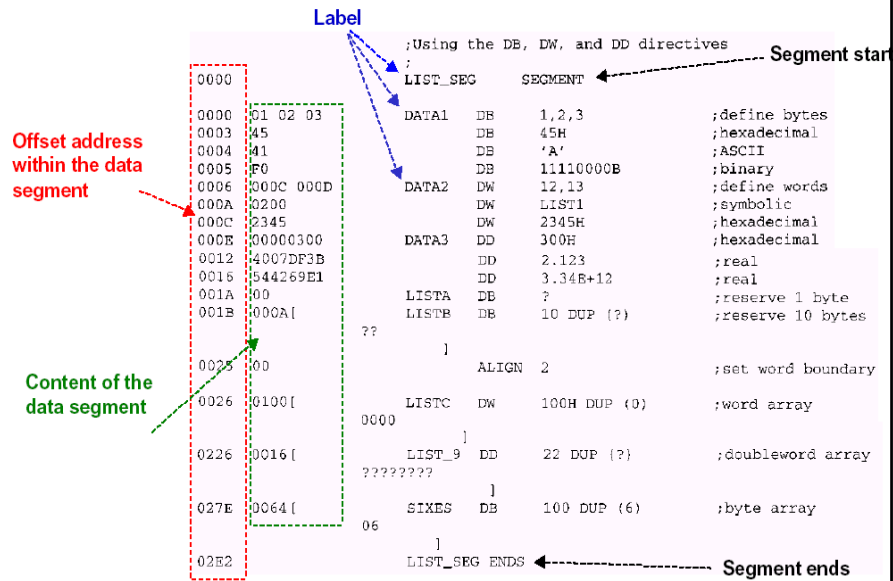 Label
;Using the DB, DW, and DD directives
;
Segment start
0000 LIST_SEG SEGMENT
0000 01 02 03 DATA1 DB 1,2,3 ;define bytes
0003 45 DB 45H ;hexadecimal
0004 41 DB 'A' ;ASCII
0005 F0 DB 11110000B ;binary
0006 000C 000D DATA2 DW 12,13 ;define words
000A 0200 DW LIST1 ;symbolic
000C 2345 DW 2345H ;hexadecimal
000E 00000300 DATA3 DD 300H ;hexadecimal
0012 4007DF3B DD 2.123 ;real
0016 544269E1 DD 3.34E+12 ;real
001A 00 LISTA DB ? ;reserve 1 byte
001B 000A[ LISTB DB 10 DUP (?) ;reserve 10 bytes
??
]
0025 00 ALIGN 2 ;set word boundary
0026 0100[ LISTC DW 100H DUP (0) ;word array
0000
]
0226 0016[ LIST_9 DD 22 DUP (?) ;doubleword array
????????
]
027E 0064[ SIXES DB 100 DUP (6) ;byte array
06
]
02E2 LIST_SEG ENDS
Segment ends
Offset address
within the data
segment
Content of the
data segment